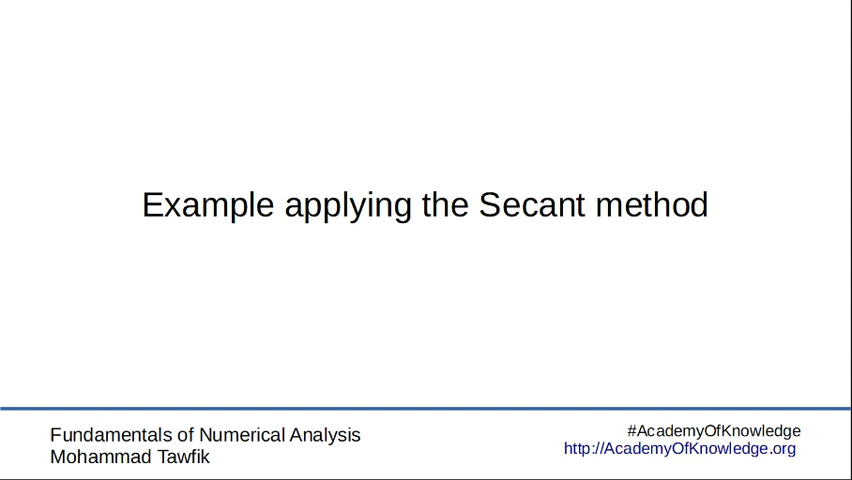 Example applying the Secant method
Fundamentals of Numerical Analysis
Mohammad Tawfik
#AcademyOfKnowledge
http://AcademyOfKnowledge.org